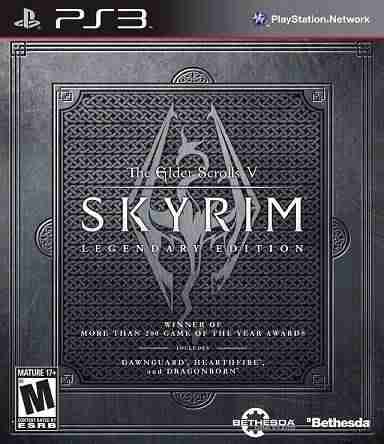 PS3
PlayStation Network
The Elder Scrolls V
SKYRIM
LEGENDARY EDITION
WINNER OF
MORE THAN 200 GAME OF THE YEAR AWARDS
INCLUDES
DAWNGUARD, HEARTHFIRE,
and DRAGONBORN
MATURE 17+
M
ESRB
BETHESDA
Bethesda